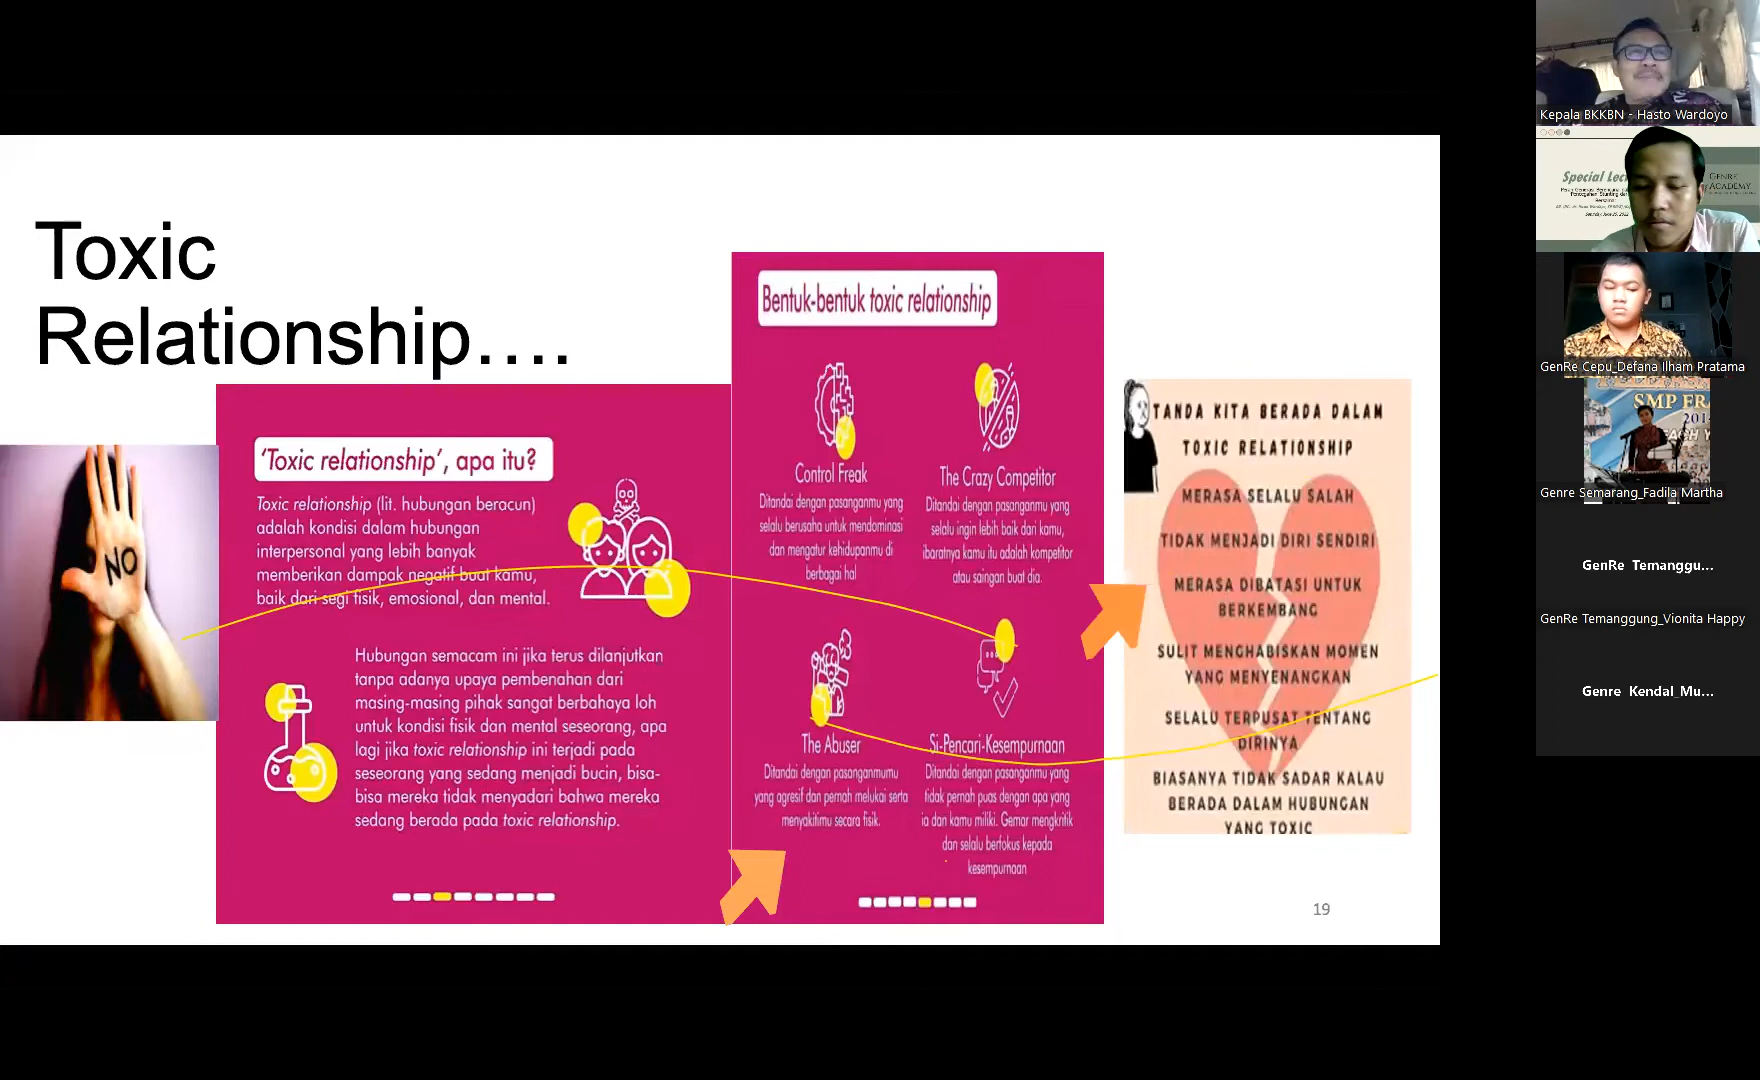 Toxic
Relationship….
NO
'Toxic relationship', apa itu?
Toxic relationship (lit. hubungan beracun)
adalah kondisi dalam hubungan
interpersonal yang lebih banyak
memberikan dampak negatif buat kamu,
baik dari segi fisik, emosional, dan mental.
Hubungan semacam ini jika terus dilanjutkan
tanpa adanya upaya pembenahan dari
masing-masing pihak sangat berbahaya loh
untuk kondisi fisik dan mental seseorang, apa
lagi jika toxic relationship ini terjadi pada
seseorang yang sedang menjadi bucin, bisa-
bisa mereka tidak menyadari bahwa mereka
sedang berada pada toxic relationship.
Bentuk-bentuk toxic relationship
Control Freak
Ditandai dengan pasanganmu yang
selalu berusaha untuk mendominasi
dan mengatur kehidupanmu di
berbagai hal
The Crazy Competitor
Ditandai dengan pasanganmu yang
selalu ingin lebih baik dari kamu,
ibaratnya kamu itu adalah kompetitor
atau saingan buat dia.
The Abuser
Ditandai dengan pasanganmumu
yang agresif dan pernah melukai serta
menyakitimu secara fisik.
Si-Pencari-Kesempurnaan
Ditandai dengan pasanganmu yang
tidak pernah puas dengan apa yang
ia dan kamu miliki. Gemar mengkritik
dan selalu berfokus kepada
kesempurnaan
TANDA KITA BERADA DALAM
TOXIC RELATIONSHIP
MERASA SELALU SALAH
TIDAK MENJADI DIRI SENDIRI
MERASA DIBATASI UNTUK
BERKEMBANG
SULIT MENGHABISKAN MOMEN
YANG MENYENANGKAN
SELALU TERPUSAT TENTANG
DIRINYA
BIASANYA TIDAK SADAR KALAU
BERADA DALAM HUBUNGAN
YANG TOXIC
19
Kepala BKKBN - Hasto Wardoyo
Special Lec
GENRE
ACADEMY
GenRe Cepu_Defana Ilham Pratama
SMP FR
201
Genre Semarang_Fadila Martha
GenRe Temanggu...
GenRe Temanggung_Vionita Happy
Genre Kendal_Mu...